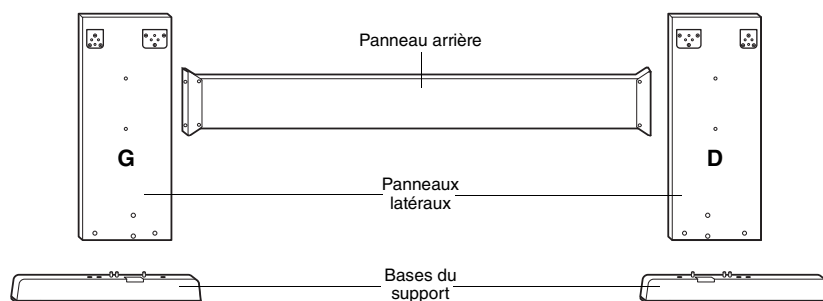 Panneau arrière
G
D
Panneaux
latéraux
Bases du
support